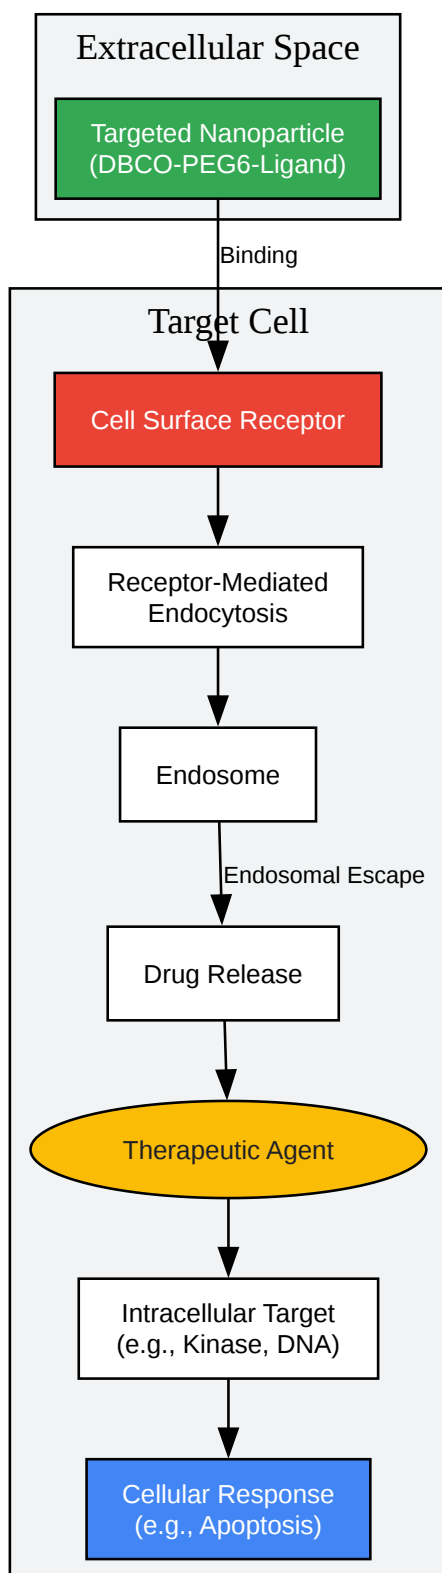 Extracellular Space
Targeted Nanoparticle
(DBCO-PEG6-Ligand)
Binding
Target Cell
Cell Surface Receptor
Receptor-Mediated
Endocytosis
Endosome
Endosomal Escape
Drug Release
Therapeutic Agent
Intracellular Target
(e.g., Kinase, DNA)
Cellular Response
(e.g., Apoptosis)